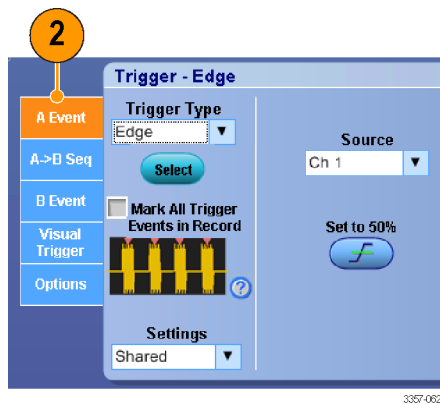 2
Trigger - Edge
A Event
A->B Seq
B Event
Visual
Trigger
Options
Trigger Type
Edge
Select
Mark All Trigger
Events in Record
?
Settings
Shared
Source
Ch 1
Set to 50%
3357-062